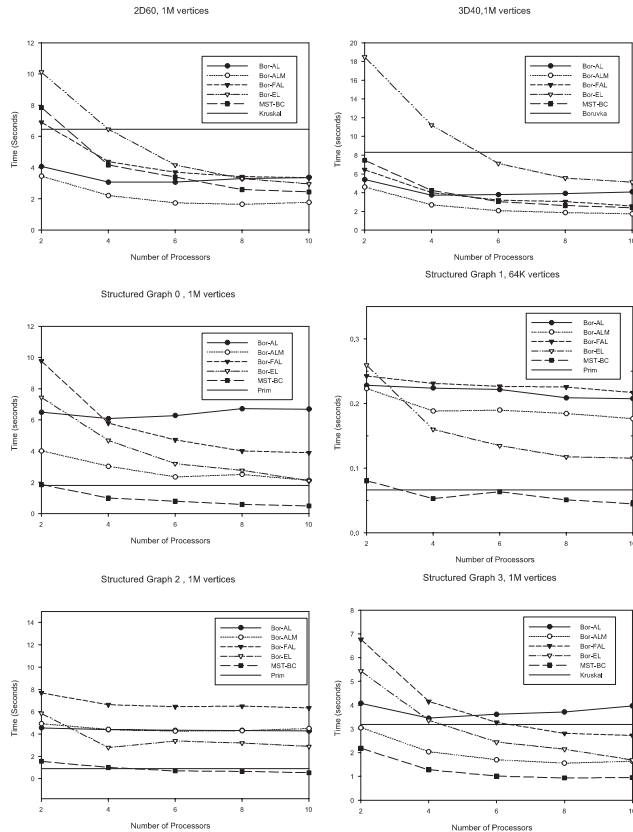 2D60, 1M vertices
12
10
8
6
4
2
0
2
4
6
8
10
Time (Seconds)
Number of Processors
Bor-AL
Bor-ALM
Bor-FAL
Bor-EL
MST-BC
Kruskal
3D40,1M vertices
20
18
16
14
12
10
8
6
4
2
0
2
4
6
8
10
Time (Seconds)
Number of Processors
Bor-AL
Bor-ALM
Bor-FAL
Bor-EL
MST-BC
Boruvka
Structured Graph 0 , 1M vertices
12
10
8
6
4
2
0
2
4
6
8
10
Time (Seconds)
Number of Processors
Bor-AL
Bor-ALM
Bor-FAL
Bor-EL
MST-BC
Prim
Structured Graph 1, 64K vertices
0,3
0.2
0.1
0,0
2
4
6
8
10
Time (Seconds)
Number of Processors
Bor-AL
Bor-ALM
Bor-FAL
Bor-EL
MST-BC
Prim
Structured Graph 2 , 1M vertices
14
12
10
8
6
4
2
0
2
4
6
8
10
Time (Seconds)
Number of Processors
Bor-AL
Bor-ALM
Bor-FAL
Bor-EL
MST-BC
Prim
Structured Graph 3, 1M vertices
8
7
6
5
4
3
2
1
0
2
4
6
8
10
Time (Seconds)
Number of Processors
Bor-AL
Bor-ALM
Bor-FAL
Bor-EL
MST-BC
Kruskal